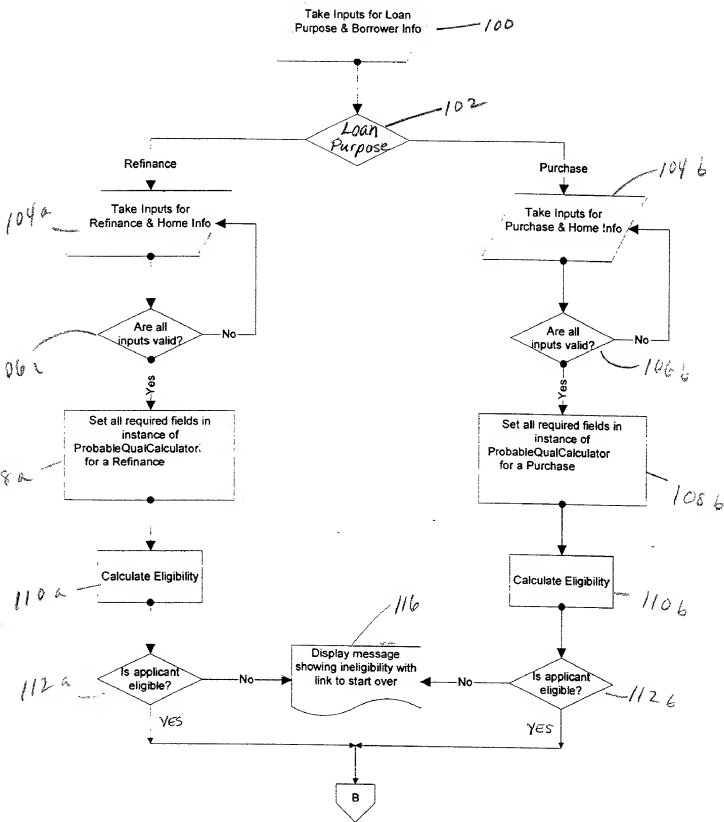 Take Inputs for Loan
Purpose & Borrower Info
100
102
Loan
Purpose
Refinance
Purchase
104a
104b
Take Inputs for
Refinance & Home Info
Take Inputs for
Purchase & Home Info
Are all
inputs valid?
No
Are all
inputs valid?
No
106b
Yes
Yes
Set all required fields in
instance of
ProbableQualCalculator
for a Refinance
8a
Set all required fields in
instance of
ProbableQualCalculator
for a Purchase
108b
Calculate Eligibility
110a
Calculate Eligibility
110b
116
Display message
showing ineligibility with
link to start over
Is applicant
eligible?
No
112a
No
Is applicant
eligible?
112b
YES
YES
B